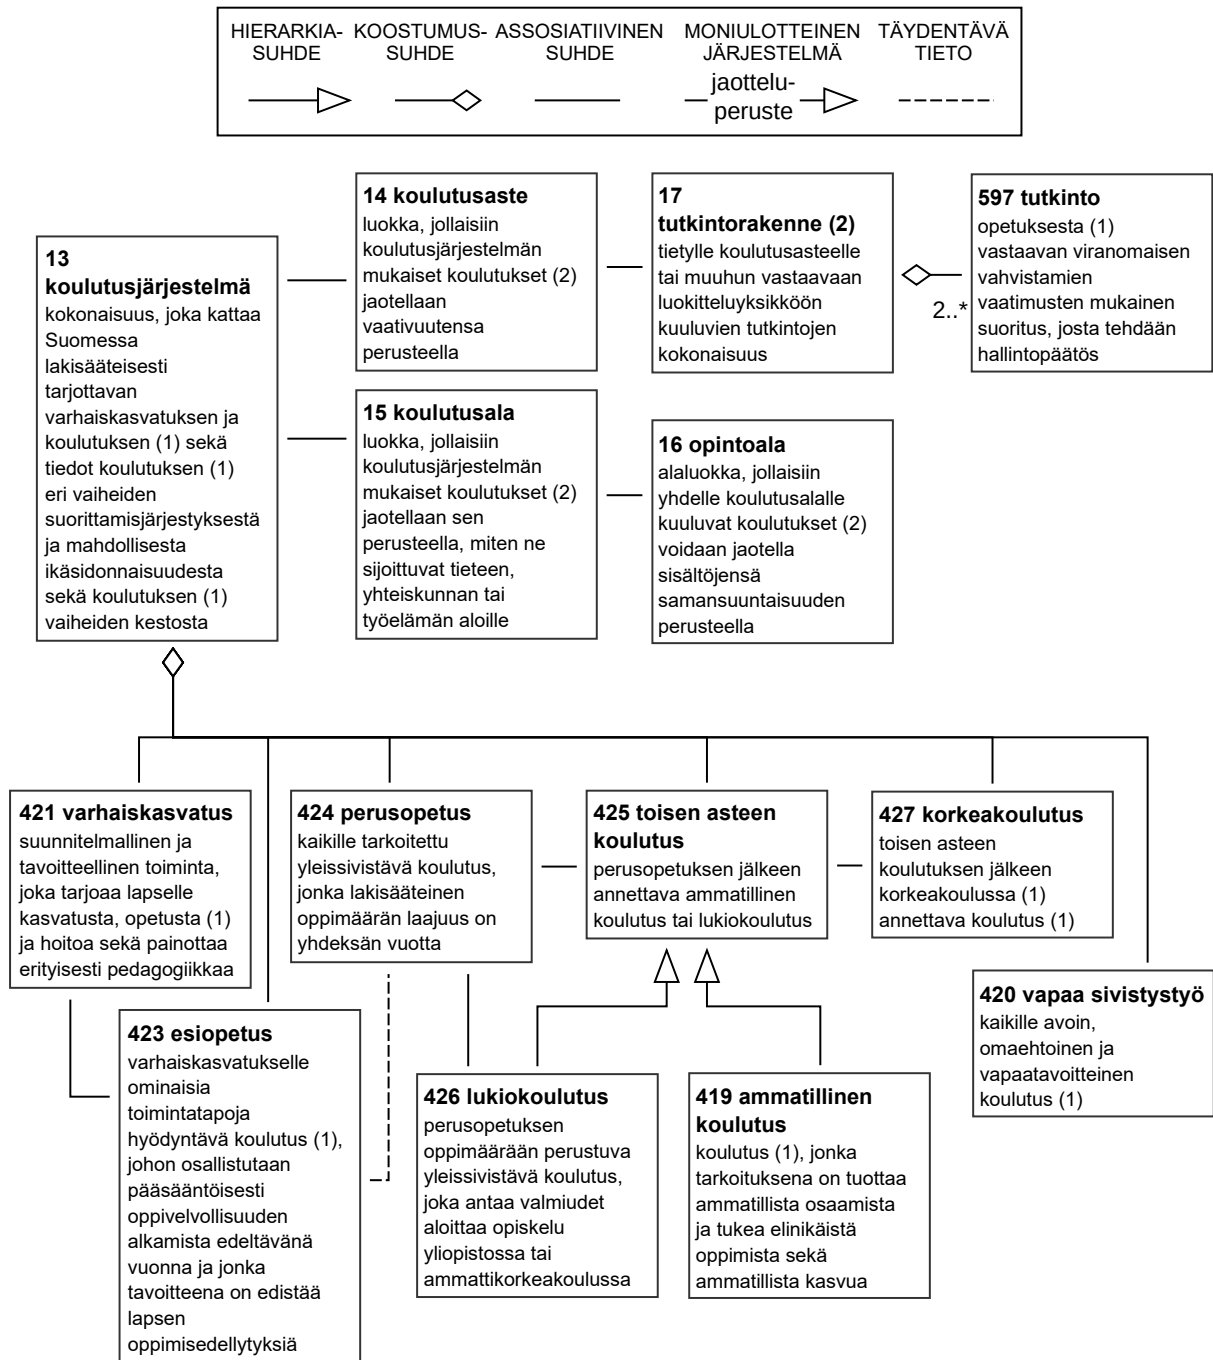 HIERARKIA-
SUHDE
KOOSTUMUS-
SUHDE
ASSOSIATIIVINEN
SUHDE
MONIULOTTEINEN
JÄRJESTELMÄ
jaottelu-
peruste
TÄYDENTÄVÄ
TIETO
13
koulutusjärjestelmä
kokonaisuus, joka kattaa
Suomessa
lakisääteisesti
tarjottavan
varhaiskasvatuksen ja
koulutuksen (1) sekä
tiedot koulutuksen (1)
eri vaiheiden
suorittamisjärjestyksestä
ja mahdollisesta
ikäsidonnaisuudesta
sekä koulutuksen (1)
vaiheiden kestosta
14 koulutusaste
luokka, jollaisiin
koulutusjärjestelmän
mukaiset koulutukset (2)
jaotellaan
vaativuutensa
perusteella
17
tutkintorakenne (2)
tietylle koulutusasteelle
tai muuhun vastaavaan
luokitteluyksikköön
kuuluvien tutkintojen
kokonaisuus
2..*
597 tutkinto
opetuksesta (1)
vastaavan viranomaisen
vahvistamien
vaatimusten mukainen
suoritus, josta tehdään
hallintopäätös
15 koulutusala
luokka, jollaisiin
koulutusjärjestelmän
mukaiset koulutukset (2)
jaotellaan sen
perusteella, miten ne
sijoittuvat tieteen,
yhteiskunnan tai
työelämän aloille
16 opintoala
alaluokka, jollaisiin
yhdelle koulutusalalle
kuuluvat koulutukset (2)
voidaan jaotella
sisältöjensä
samansuuntaisuuden
perusteella
421 varhaiskasvatus
suunnitelmallinen ja
tavoitteellinen toiminta,
joka tarjoaa lapselle
kasvatusta, opetusta (1)
ja hoitoa sekä painottaa
erityisesti pedagogiikkaa
424 perusopetus
kaikille tarkoitettu
yleissivistävä koulutus,
jonka lakisääteinen
oppimäärän laajuus on
yhdeksän vuotta
425 toisen asteen
koulutus
perusopetuksen jälkeen
annettava ammatillinen
koulutus tai lukiokoulutus
427 korkeakoulutus
toisen asteen
koulutuksen jälkeen
korkeakoulussa (1)
annettava koulutus (1)
423 esiopetus
varhaiskasvatukselle
ominaisia
toimintatapoja
hyödyntävä koulutus (1),
johon osallistutaan
pääsääntöisesti
oppivelvollisuuden
alkamista edeltävänä
vuonna ja jonka
tavoitteena on edistää
lapsen
oppimisedellytyksiä
426 lukiokoulutus
perusopetuksen
oppimäärään perustuva
yleissivistävä koulutus,
joka antaa valmiudet
aloittaa opiskelu
yliopistossa tai
ammattikorkeakoulussa
419 ammatillinen
koulutus
koulutus (1), jonka
tarkoituksena on tuottaa
ammatillista osaamista
ja tukea elinikäistä
oppimista sekä
ammatillista kasvua
420 vapaa sivistystyö
kaikille avoin,
omaehtoinen ja
vapaatavoitteinen
koulutus (1)